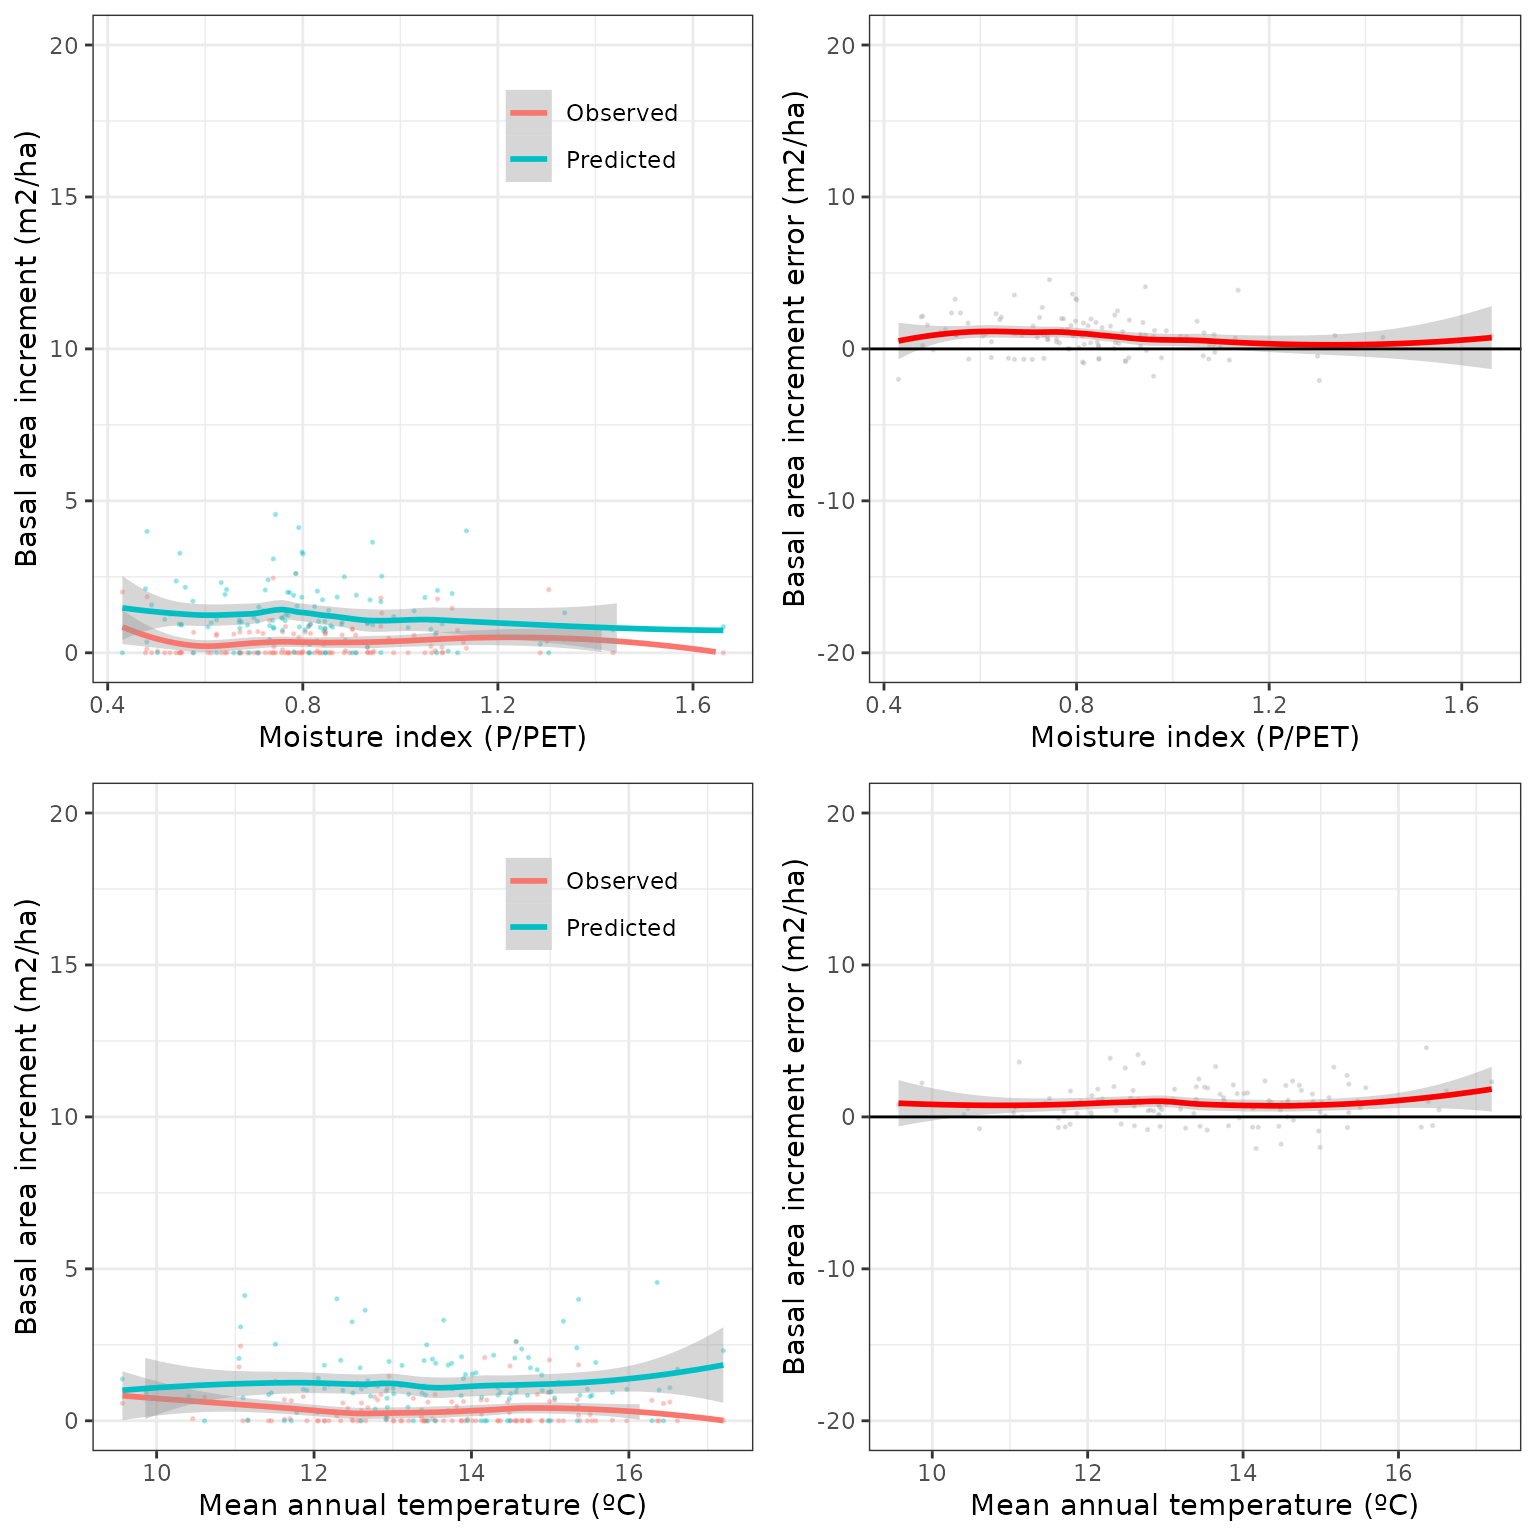 Basal area increment (m2/ha)
20
15
10
5
0
Observed
Predicted
0.4 0.8 1.2 1.6
Moisture index (P/PET)
Basal area increment error (m2/ha)
20
10
0
-10
-20
0.4 0.8 1.2 1.6
Moisture index (P/PET)
Basal area increment (m2/ha)
20
15
10
5
0
Observed
Predicted
10 12 14 16
Mean annual temperature (ºC)
Basal area increment error (m2/ha)
20
10
0
-10
-20
10 12 14 16
Mean annual temperature (ºC)